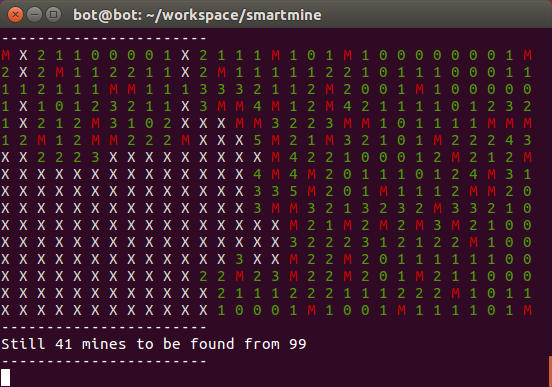 bot@bot: ~/workspace/smartmine
-----------------------
M X 2 1 1 0 0 0 0 1 X 2 1 1 1 M 1 0 1 M 1 0 0 0 0 0 0 0 1 M
2 X 2 M 1 1 2 2 1 1 X 2 M 1 1 1 1 1 2 2 1 0 1 1 1 0 0 0 1 1
1 1 2 1 1 1 M M 1 1 1 3 3 3 2 1 1 2 M 2 0 0 1 M 1 0 0 0 0 0
1 X 1 0 1 2 3 2 1 1 X 3 M M 4 M 1 2 M 4 2 1 1 1 1 0 1 2 3 2
1 X 2 1 2 M 3 1 0 2 X X X M M 3 2 2 3 M M 1 0 1 1 1 1 M M M
1 2 M 1 2 M M 2 2 2 M X X X 5 M 2 1 M 3 2 1 0 1 M 2 2 2 4 3
X X 2 2 2 3 X X X X X X X X X M 4 2 2 1 0 0 0 1 2 M 2 1 2 M
X X X X X X X X X X X X X X 4 M 4 M 2 0 1 1 1 0 1 2 4 M 3 1
X X X X X X X X X X X X X X 3 3 5 M 2 0 1 M 1 1 1 2 M M 2 0
X X X X X X X X X X X X X X 3 M M 3 2 1 3 2 3 2 M 3 3 2 1 0
X X X X X X X X X X X X X X X X M 2 1 M 2 M 2 M 3 M 2 1 0 0
X X X X X X X X X X X X X X X X 3 2 2 2 3 1 2 1 2 2 M 1 0 0
X X X X X X X X X X X X X 3 X X M 2 2 M 2 0 1 1 1 1 1 1 0 0
X X X X X X X X X X X 2 2 M 2 3 M 2 2 M 2 0 1 M 2 1 1 0 0 0
X X X X X X X X X X X X 2 1 1 1 2 2 2 1 1 1 2 2 2 M 1 0 1 1
X X X X X X X X X X X X 1 0 0 0 1 M 1 0 0 1 M 1 1 1 1 0 1 M
-----------------------
Still 41 mines to be found from 99
-----------------------